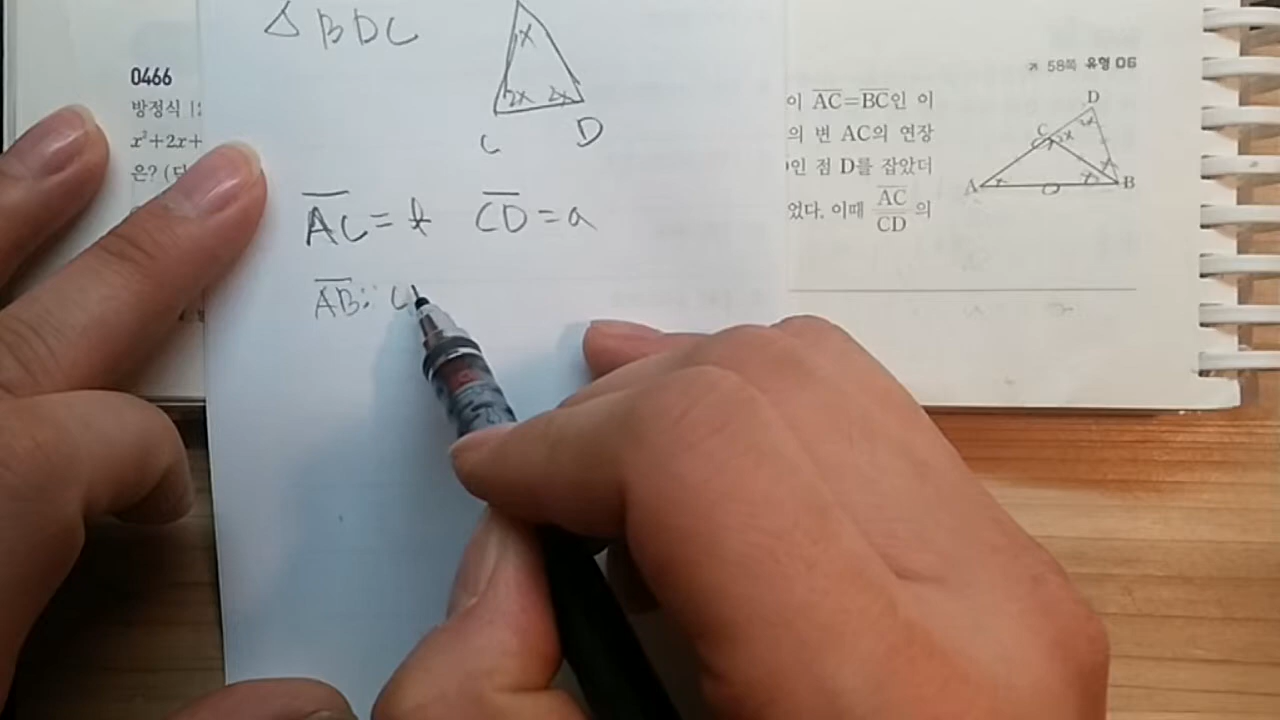 △BDC
x
2x 2x
C D
AC=k CD=a
AB:
0466
방정식
x²+2x+
은?
58쪽 유형 06
이 AC=BC인 이
의 변 AC의 연장
인 점 D를 잡았더
었다. 이때 AC/CD 의
D
C 2x 2x
A x x x B